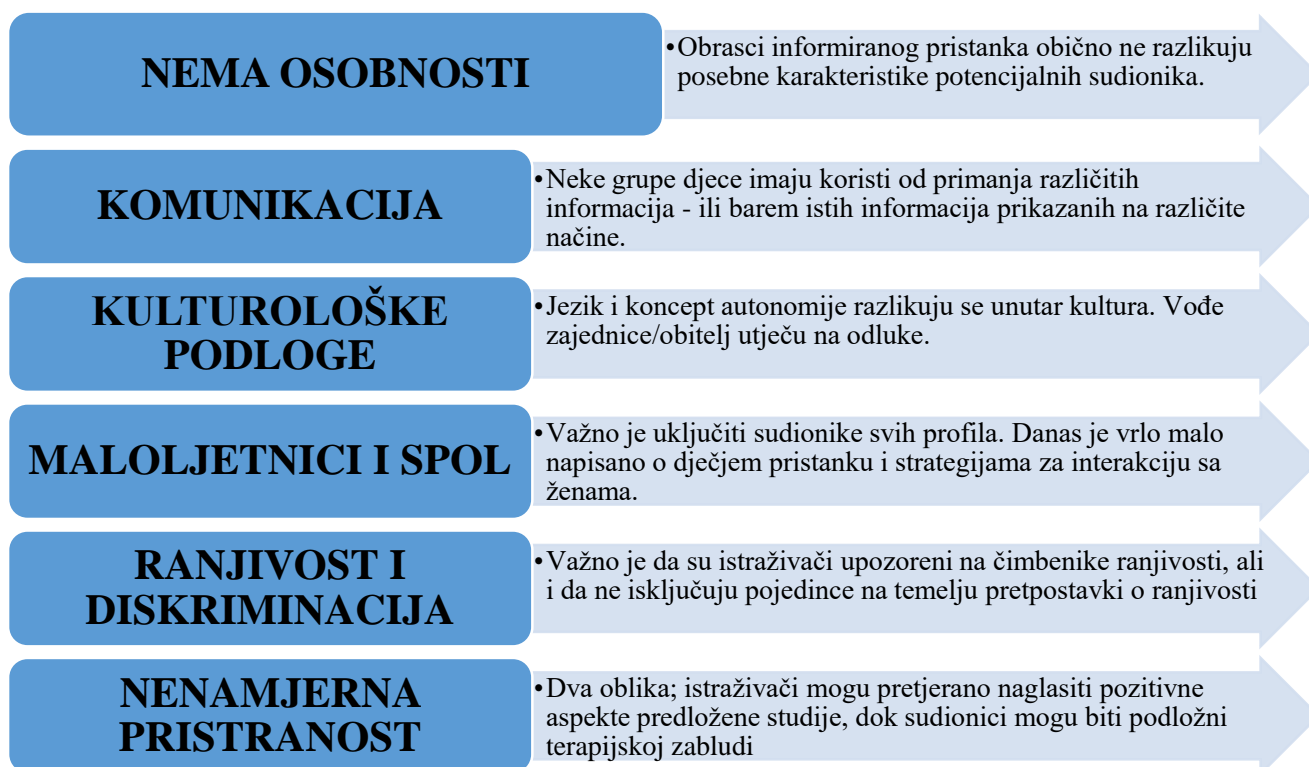 NEMA OSOBNOSTI
•Obrasci informiranog pristanka obično ne razlikuju
posebne karakteristike potencijalnih sudionika.
KOMUNIKACIJA
•Neke grupe djece imaju koristi od primanja različitih
informacija - ili barem istih informacija prikazanih na različite
načine.
KULTUROLOŠKE
PODLOGE
•Jezik i koncept autonomije razlikuju se unutar kultura. Vođe
zajednice/obitelj utječu na odluke.
MALOLJETNICI I SPOL
•Važno je uključiti sudionike svih profila. Danas je vrlo malo
napisano o dječjem pristanku i strategijama za interakciju sa
ženama.
RANJIVOST I
DISKRIMINACIJA
•Važno je da su istraživači upozoreni na čimbenike ranjivosti, ali
i da ne isključuju pojedince na temelju pretpostavki o ranjivosti
NENAMJERNA
PRISTRANOST
•Dva oblika; istraživači mogu pretjerano naglasiti pozitivne
aspekte predložene studije, dok sudionici mogu biti podložni
terapijskoj zabludi